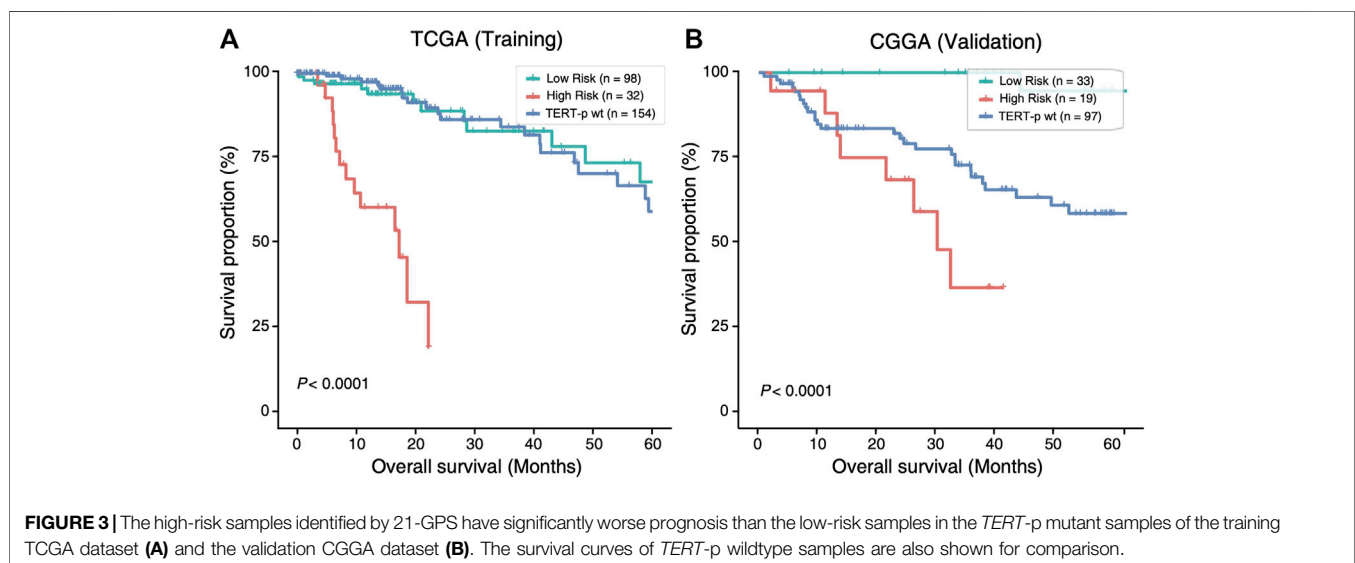 A
TCGA (Training)
Survival proportion (%)
100
75
50
25
0
Low Risk (n = 98)
High Risk (n = 32)
TERT-p wt (n = 154)
P< 0.0001
0 10 20 30 40 50 60
Overall survival (Months)
B
CGGA (Validation)
Survival proportion (%)
100
75
50
25
0
Low Risk (n = 33)
High Risk (n = 19)
TERT-p wt (n = 97)
P< 0.0001
0 10 20 30 40 50 60
Overall survival (Months)
FIGURE 3 | The high-risk samples identified by 21-GPS have significantly worse prognosis than the low-risk samples in the TERT-p mutant samples of the training
TCGA dataset (A) and the validation CGGA dataset (B). The survival curves of TERT-p wildtype samples are also shown for comparison.